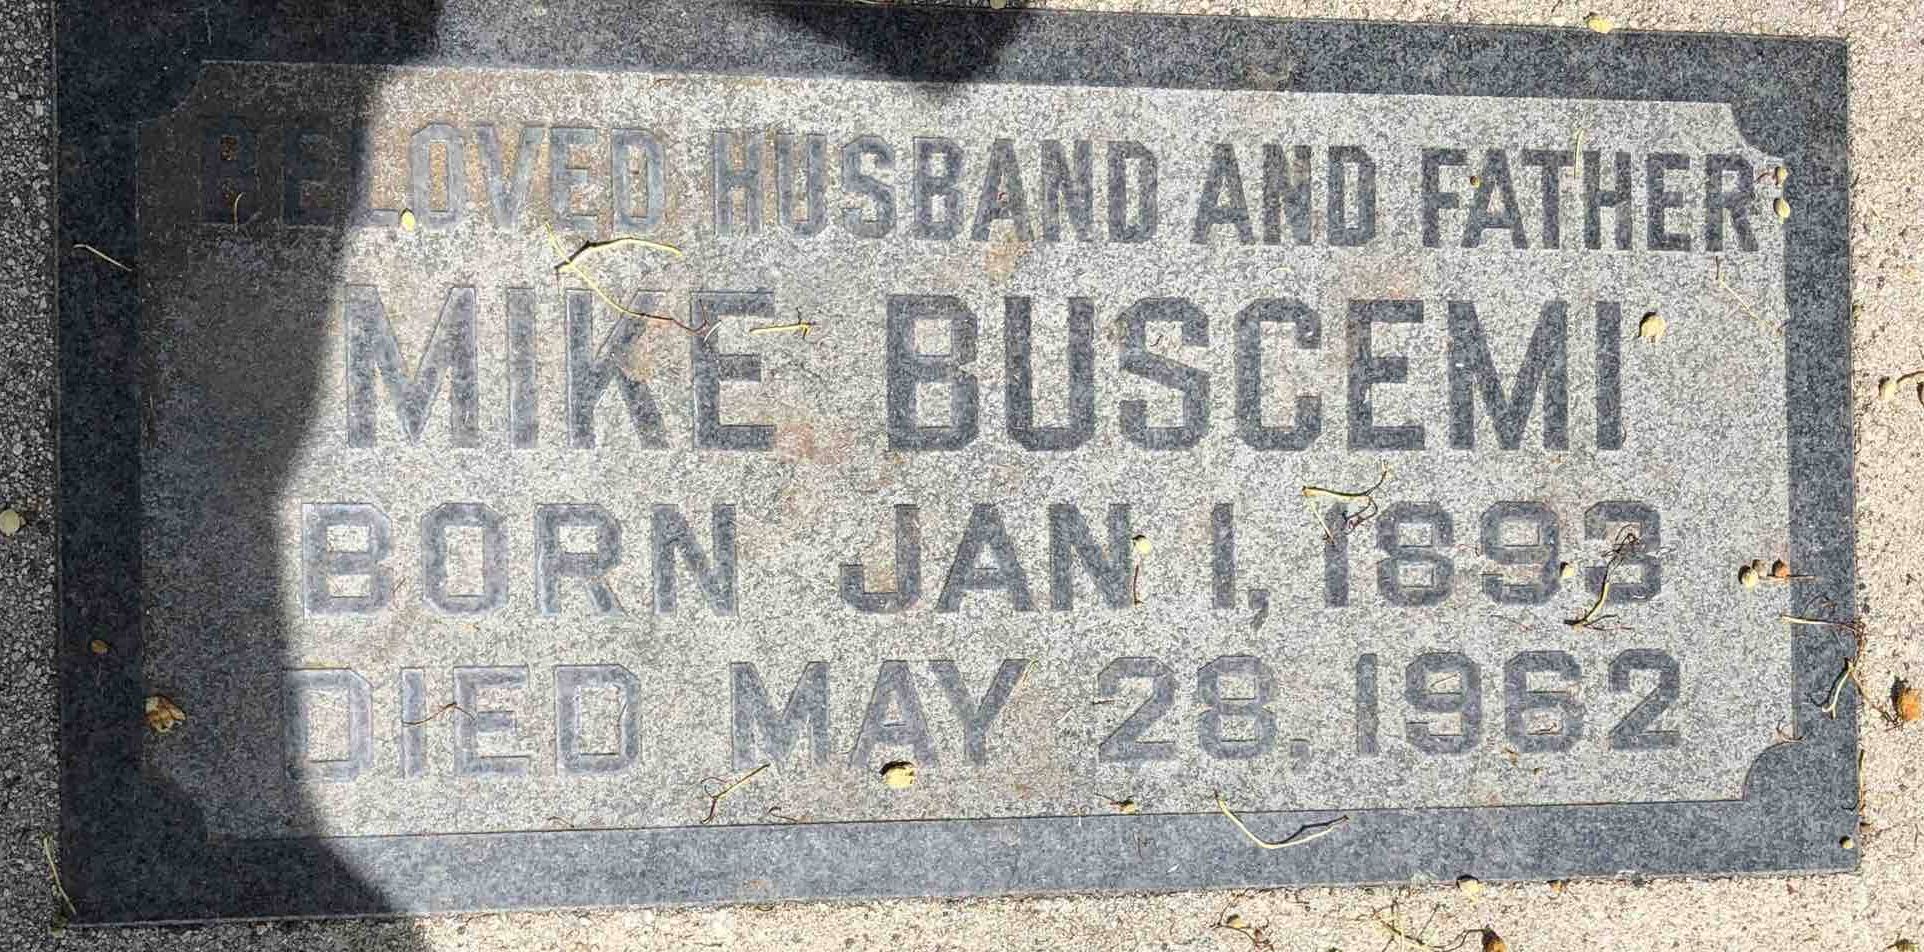 BELOVED HUSBAND AND FATHER
MIKE BUSCEMI
BORN JAN 1, 1893
DIED MAY 28, 1962